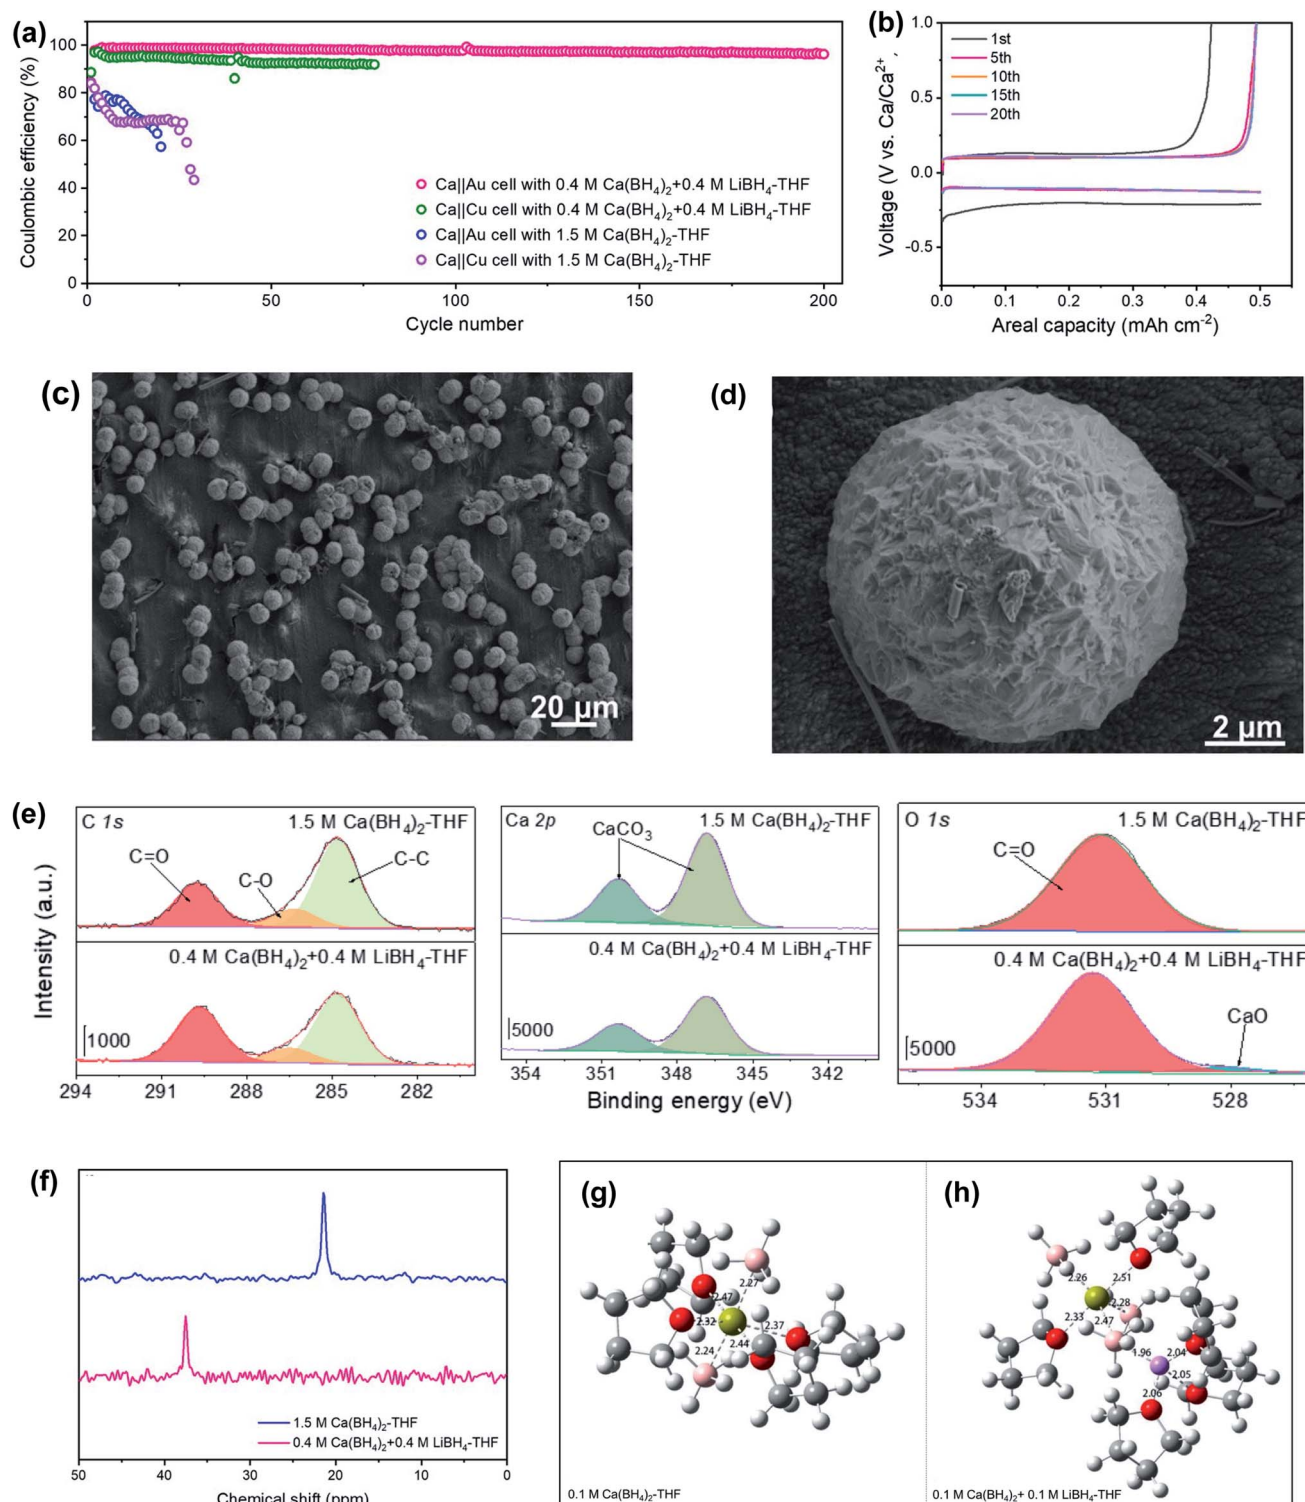 (a)
100
80
60
40
20
0
Coulombic efficiency (%)
Ca||Au cell with 0.4 M Ca(BH4)2+0.4 M LiBH4-THF
Ca||Cu cell with 0.4 M Ca(BH4)2+0.4 M LiBH4-THF
Ca||Au cell with 1.5 M Ca(BH4)2-THF
Ca||Cu cell with 1.5 M Ca(BH4)2-THF
0 50 100 150 200
Cycle number
(b)
1.0
0.5
0.0
-0.5
Voltage (V vs. Ca/Ca2+,
1st
5th
10th
15th
20th
0.0 0.1 0.2 0.3 0.4 0.5
Areal capacity (mAh cm-2)
(c)
20 µm
(d)
2 µm
(e)
Intensity (a.u.)
C 1s 1.5 M Ca(BH4)2-THF
C=O
C-O
C-C
0.4 M Ca(BH4)2+0.4 M LiBH4-THF
1000
294 291 288 285 282
Ca 2p 1.5 M Ca(BH4)2-THF
CaCO3
0.4 M Ca(BH4)2+0.4 M LiBH4-THF
5000
354 351 348 345 342
Binding energy (eV)
O 1s 1.5 M Ca(BH4)2-THF
C=O
0.4 M Ca(BH4)2+0.4 M LiBH4-THF
CaO
5000
534 531 528
(f)
1.5 M Ca(BH4)2-THF
0.4 M Ca(BH4)2+0.4 M LiBH4-THF
50 40 30 20 10 0
Chemical shift (ppm)
(g)
2.27
2.47
2.32
2.37
2.24
2.44
0.1 M Ca(BH4)2-THF
(h)
2.26
2.51
2.28
2.33
2.47
1.96
2.04
2.05
2.06
0.1 M Ca(BH4)2+ 0.1 M LiBH4-THF